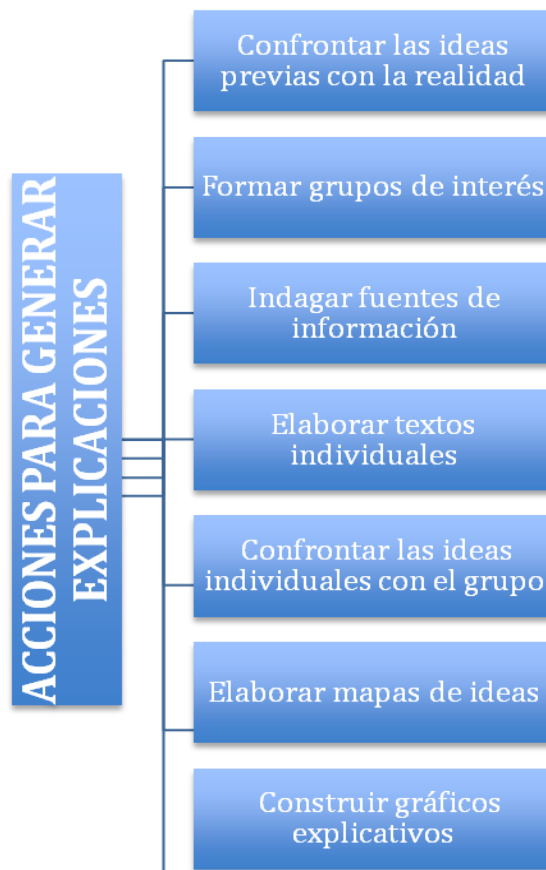 ACCIONES PARA GENERAR
EXPLICACIONES
Confrontar las ideas
previas con la realidad
Formar grupos de interés
Indagar fuentes de
información
Elaborar textos
individuales
Confrontar las ideas
individuales con el grupo
Elaborar mapas de ideas
Construir gráficos
explicativos